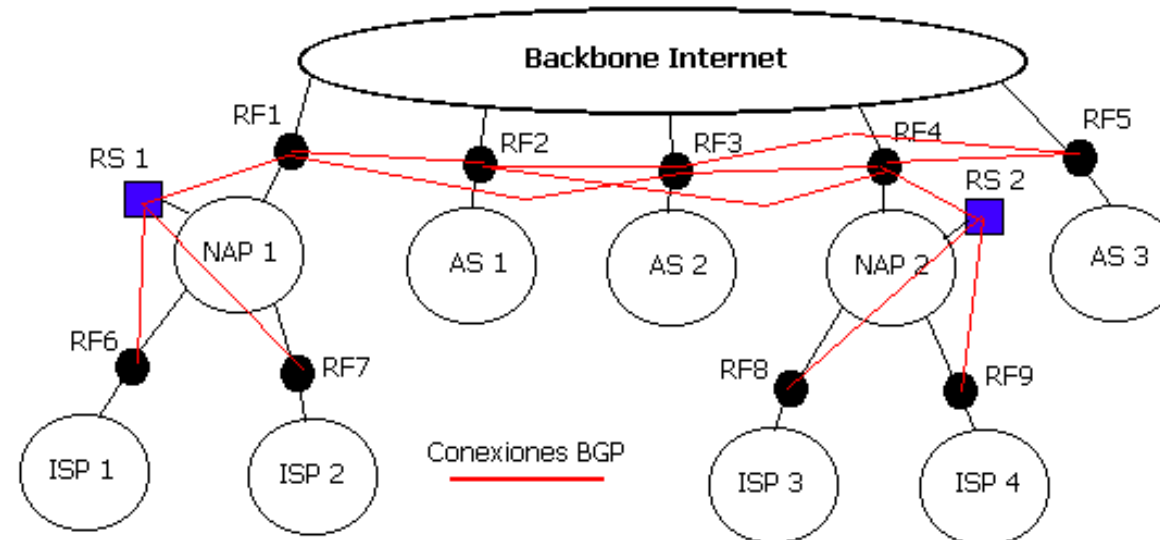 Backbone Internet
RF1
RF2
RF3
RF4
RF5
RS 1
RS 2
NAP 1
AS 1
AS 2
NAP 2
AS 3
RF6
RF7
RF8
RF9
Conexiones BGP
ISP 1
ISP 2
ISP 3
ISP 4